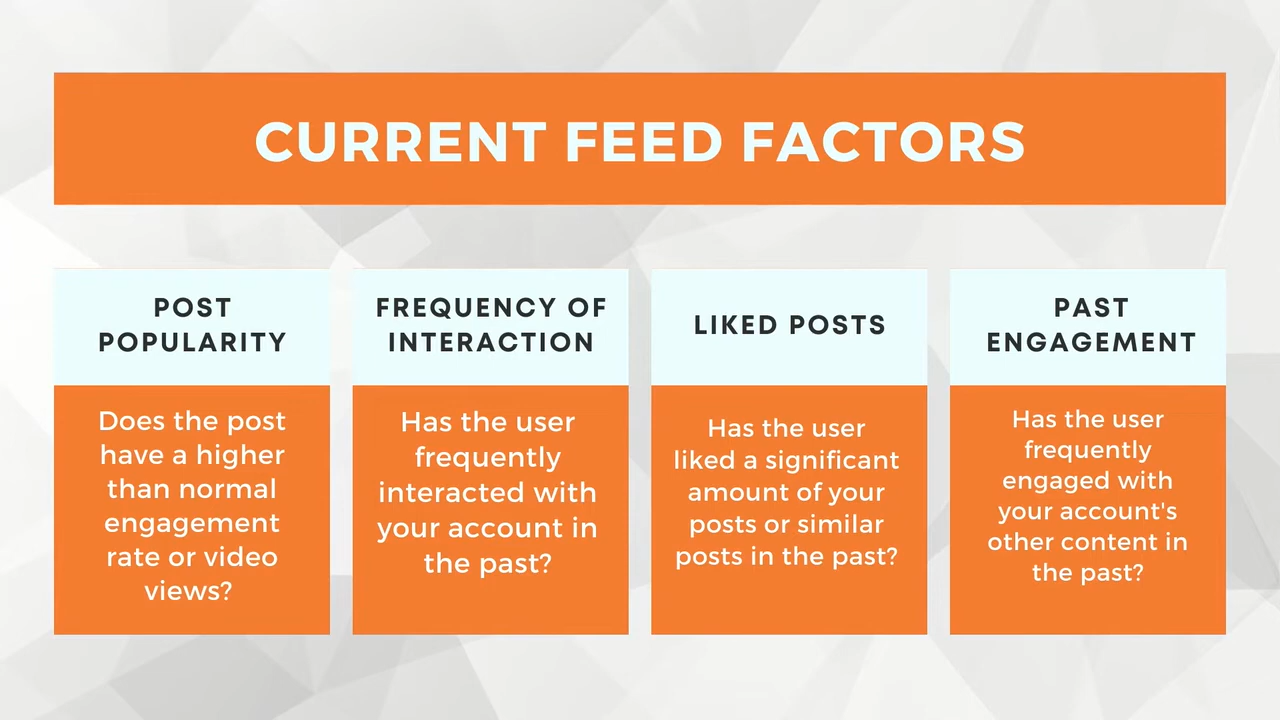 CURRENT FEED FACTORS
POST
POPULARITY
Does the post
have a higher
than normal
engagement
rate or video
views?
FREQUENCY OF
INTERACTION
Has the user
frequently
interacted with
your account in
the past?
LIKED POSTS
Has the user
liked a significant
amount of your
posts or similar
posts in the past?
PAST
ENGAGEMENT
Has the user
frequently
engaged with
your account's
other content in
the past?